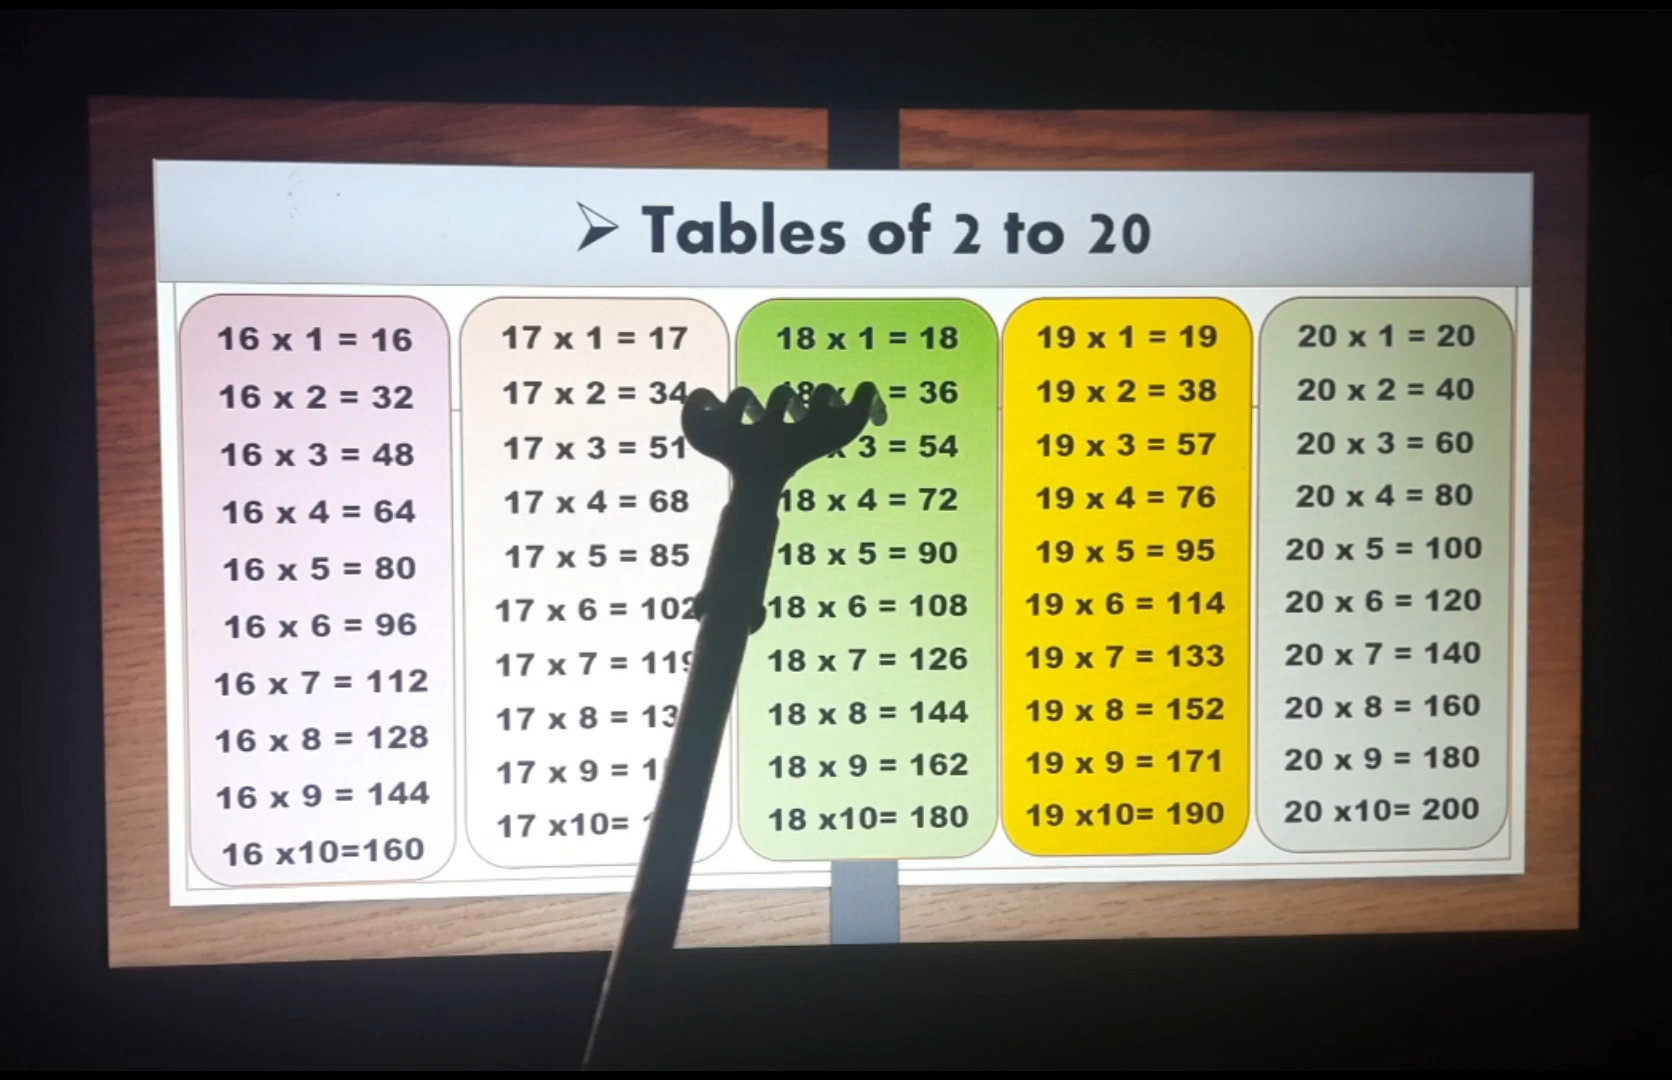 Tables of 2 to 20
16 x 1 = 16
16 x 2 = 32
16 x 3 = 48
16 x 4 = 64
16 x 5 = 80
16 x 6 = 96
16 x 7 = 112
16 x 8 = 128
16 x 9 = 144
16 x10=160
17 x 1 = 17
17 x 2 = 34
17 x 3 = 51
17 x 4 = 68
17 x 5 = 85
17 x 6 = 102
17 x 7 = 119
17 x 8 =
17 x 9 =
17 x10=
18 x 1 = 18
= 36
3 = 54
18 x 4 = 72
18 x 5 = 90
18 x 6 = 108
18 x 7 = 126
18 x 8 = 144
18 x 9 = 162
18 x10= 180
19 x 1 = 19
19 x 2 = 38
19 x 3 = 57
19 x 4 = 76
19 x 5 = 95
19 x 6 = 114
19 x 7 = 133
19 x 8 = 152
19 x 9 = 171
19 x10= 190
20 x 1 = 20
20 x 2 = 40
20 x 3 = 60
20 x 4 = 80
20 x 5 = 100
20 x 6 = 120
20 x 7 = 140
20 x 8 = 160
20 x 9 = 180
20 x10= 200